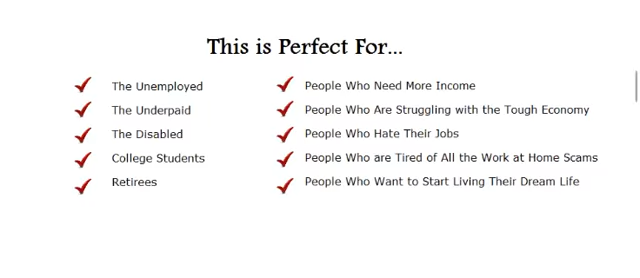 This is Perfect For...
The Unemployed
The Underpaid
The Disabled
College Students
Retirees
People Who Need More Income
People Who Are Struggling with the Tough Economy
People Who Hate Their Jobs
People Who are Tired of All the Work at Home Scams
People Who Want to Start Living Their Dream Life